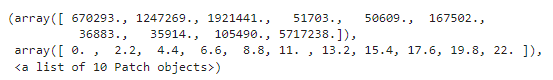 (array([ 670293., 1247269., 1921441.,   51703.,   50609.,  167502.,
          36883.,   35914.,  105490., 5717238.]),
 array([ 0. ,  2.2,  4.4,  6.6,  8.8, 11. , 13.2, 15.4, 17.6, 19.8, 22. ]),
 <a list of 10 Patch objects>)